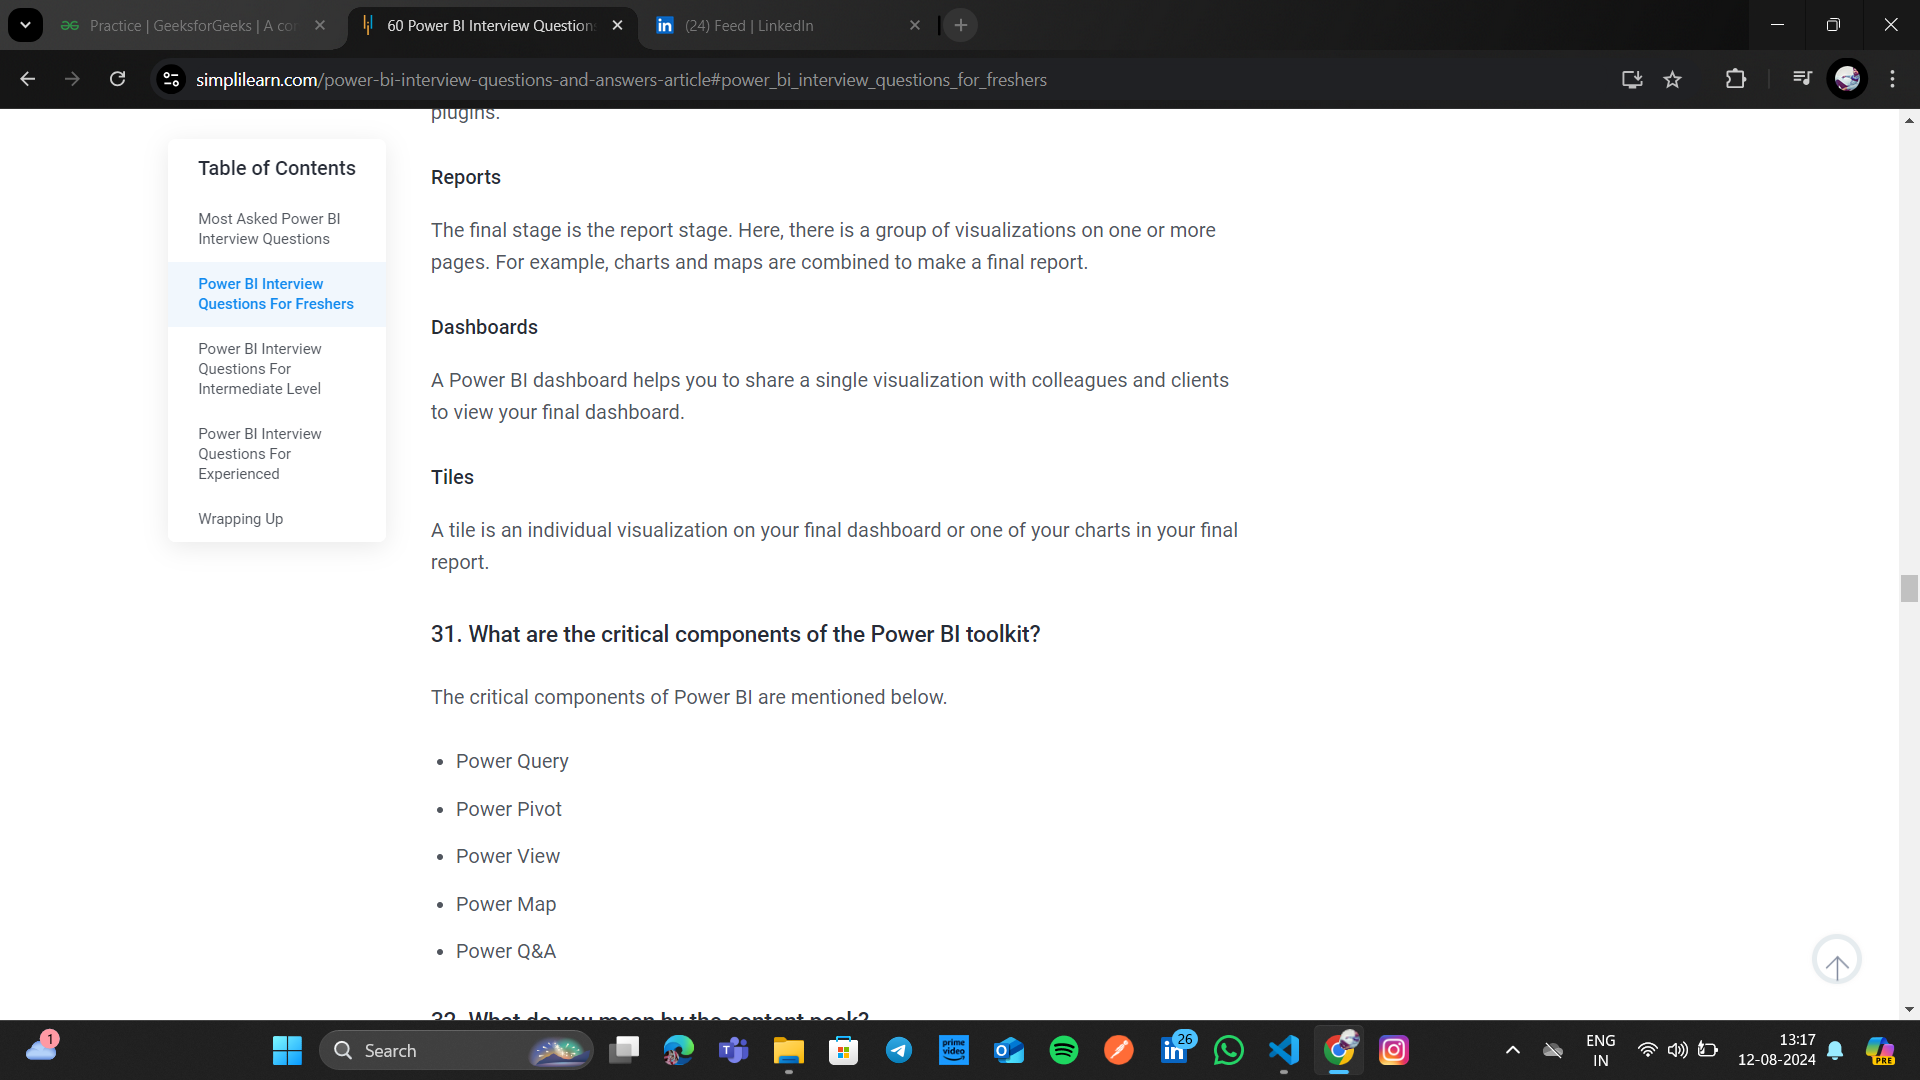 Practice | GeeksforGeeks | A co
60 Power BI Interview Question
(24) Feed | LinkedIn
simplilearn.com/power-bi-interview-questions-and-answers-article#power_bi_interview_questions_for_freshers
plugins.
Table of Contents
Most Asked Power BI
Interview Questions
Power BI Interview
Questions For Freshers
Power BI Interview
Questions For
Intermediate Level
Power BI Interview
Questions For
Experienced
Wrapping Up
Reports
The final stage is the report stage. Here, there is a group of visualizations on one or more
pages. For example, charts and maps are combined to make a final report.
Dashboards
A Power BI dashboard helps you to share a single visualization with colleagues and clients
to view your final dashboard.
Tiles
A tile is an individual visualization on your final dashboard or one of your charts in your final
report.
31. What are the critical components of the Power BI toolkit?
The critical components of Power BI are mentioned below.
• Power Query
• Power Pivot
• Power View
• Power Map
• Power Q&A
32. What do you mean by the content pack?
1
Search
prime
video
26
ENG
IN
13:17
12-08-2024
PRE